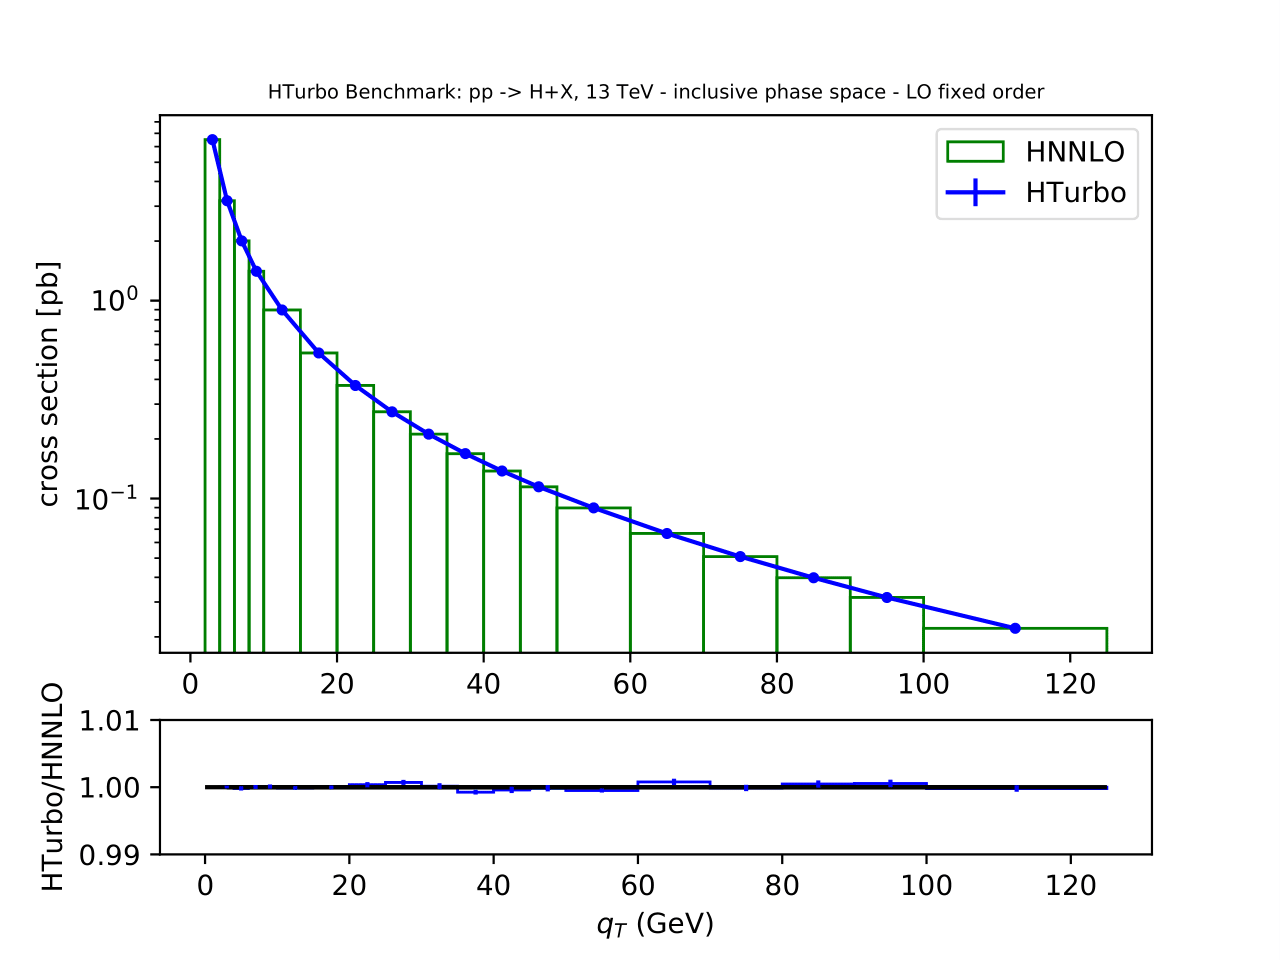 HTurbo Benchmark: pp -> H+X, 13 TeV - inclusive phase space - LO fixed order
HNNLO
HTurbo
cross section [pb]
10⁰
10⁻¹
0 20 40 60 80 100 120
HTurbo/HNNLO
1.01
1.00
0.99
0 20 40 60 80 100 120
q_T (GeV)